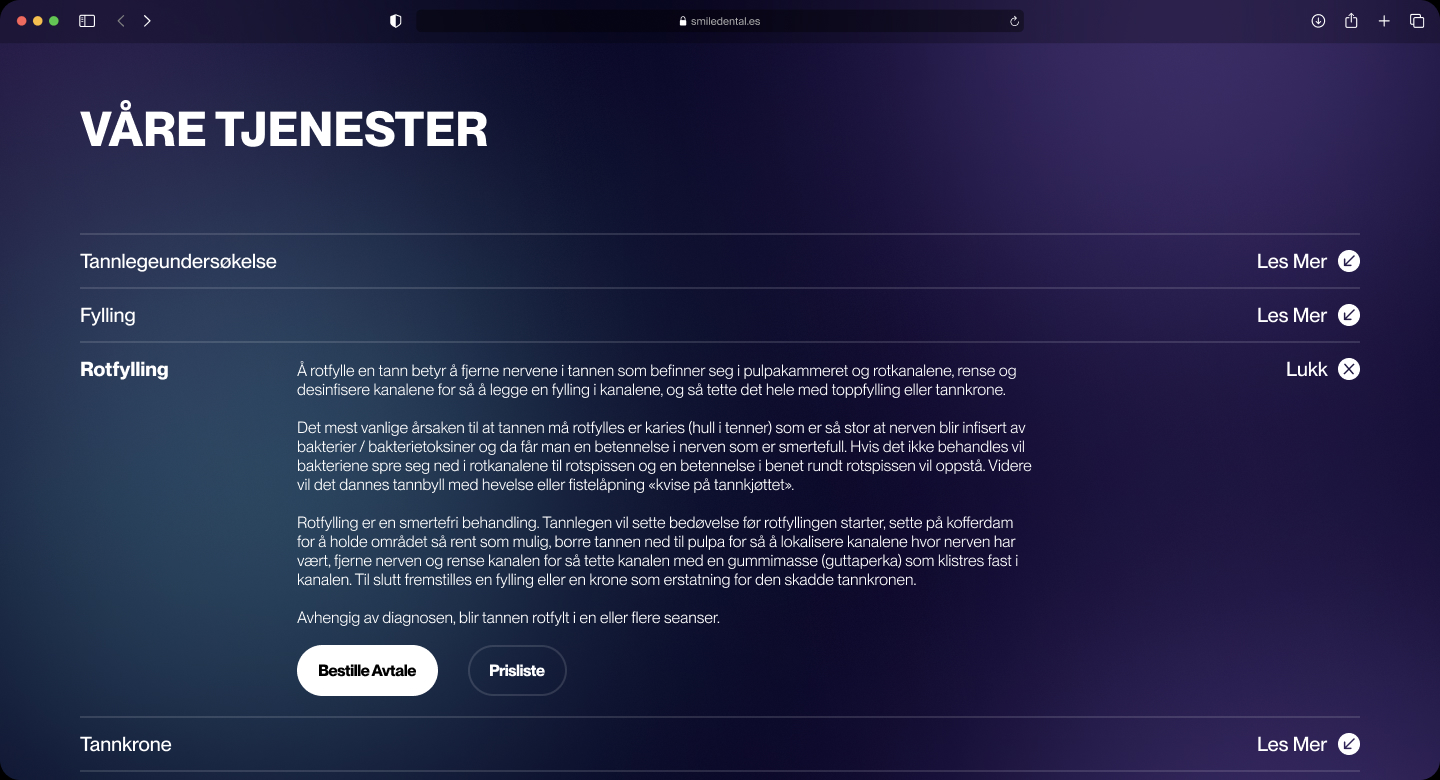 smiledental.es
VÅRE TJENESTER
Tannlegeundersøkelse
Les Mer
Fylling
Les Mer
Rotfylling
Å rotfylle en tann betyr å fjerne nervene i tannen som befinner seg i pulpakammeret og rotkanalene, rense og
desinfisere kanalene for så å legge en fylling i kanalene, og så tette det hele med toppfylling eller tannkrone.
Det mest vanlige årsaken til at tannen må rotfylles er karies (hull i tenner) som er så stor at nerven blir infisert av
bakterier / bakterietoksiner og da får man en betennelse i nerven som er smertefull. Hvis det ikke behandles vil
bakteriene spre seg ned i rotkanalene til rotspissen og en betennelse i benet rundt rotspissen vil oppstå. Videre
vil det dannes tannbyll med hevelse eller fistelåpning «kvise på tannkjøttet».
Rotfylling er en smertefri behandling. Tannlegen vil sette bedøvelse før rotfyllingen starter, sette på kofferdam
for å holde området så rent som mulig, borre tannen ned til pulpa for så å lokalisere kanalene hvor nerven har
vært, fjerne nerven og rense kanalen for så tette kanalen med en gummimasse (guttaperka) som klistres fast i
kanalen. Til slutt fremstilles en fylling eller en krone som erstatning for den skadde tannkronen.
Avhengig av diagnosen, blir tannen rotfylt i en eller flere seanser.
Lukk
Bestille Avtale
Prisliste
Tannkrone
Les Mer